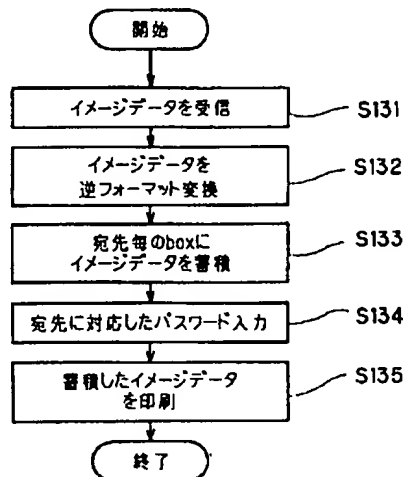 開始
イメージデータを受信
S131
イメージデータを
逆フォーマット変換
S132
宛先毎のboxに
イメージデータを蓄積
S133
宛先に対応したパスワード入力
S134
蓄積したイメージデータ
を印刷
S135
終了